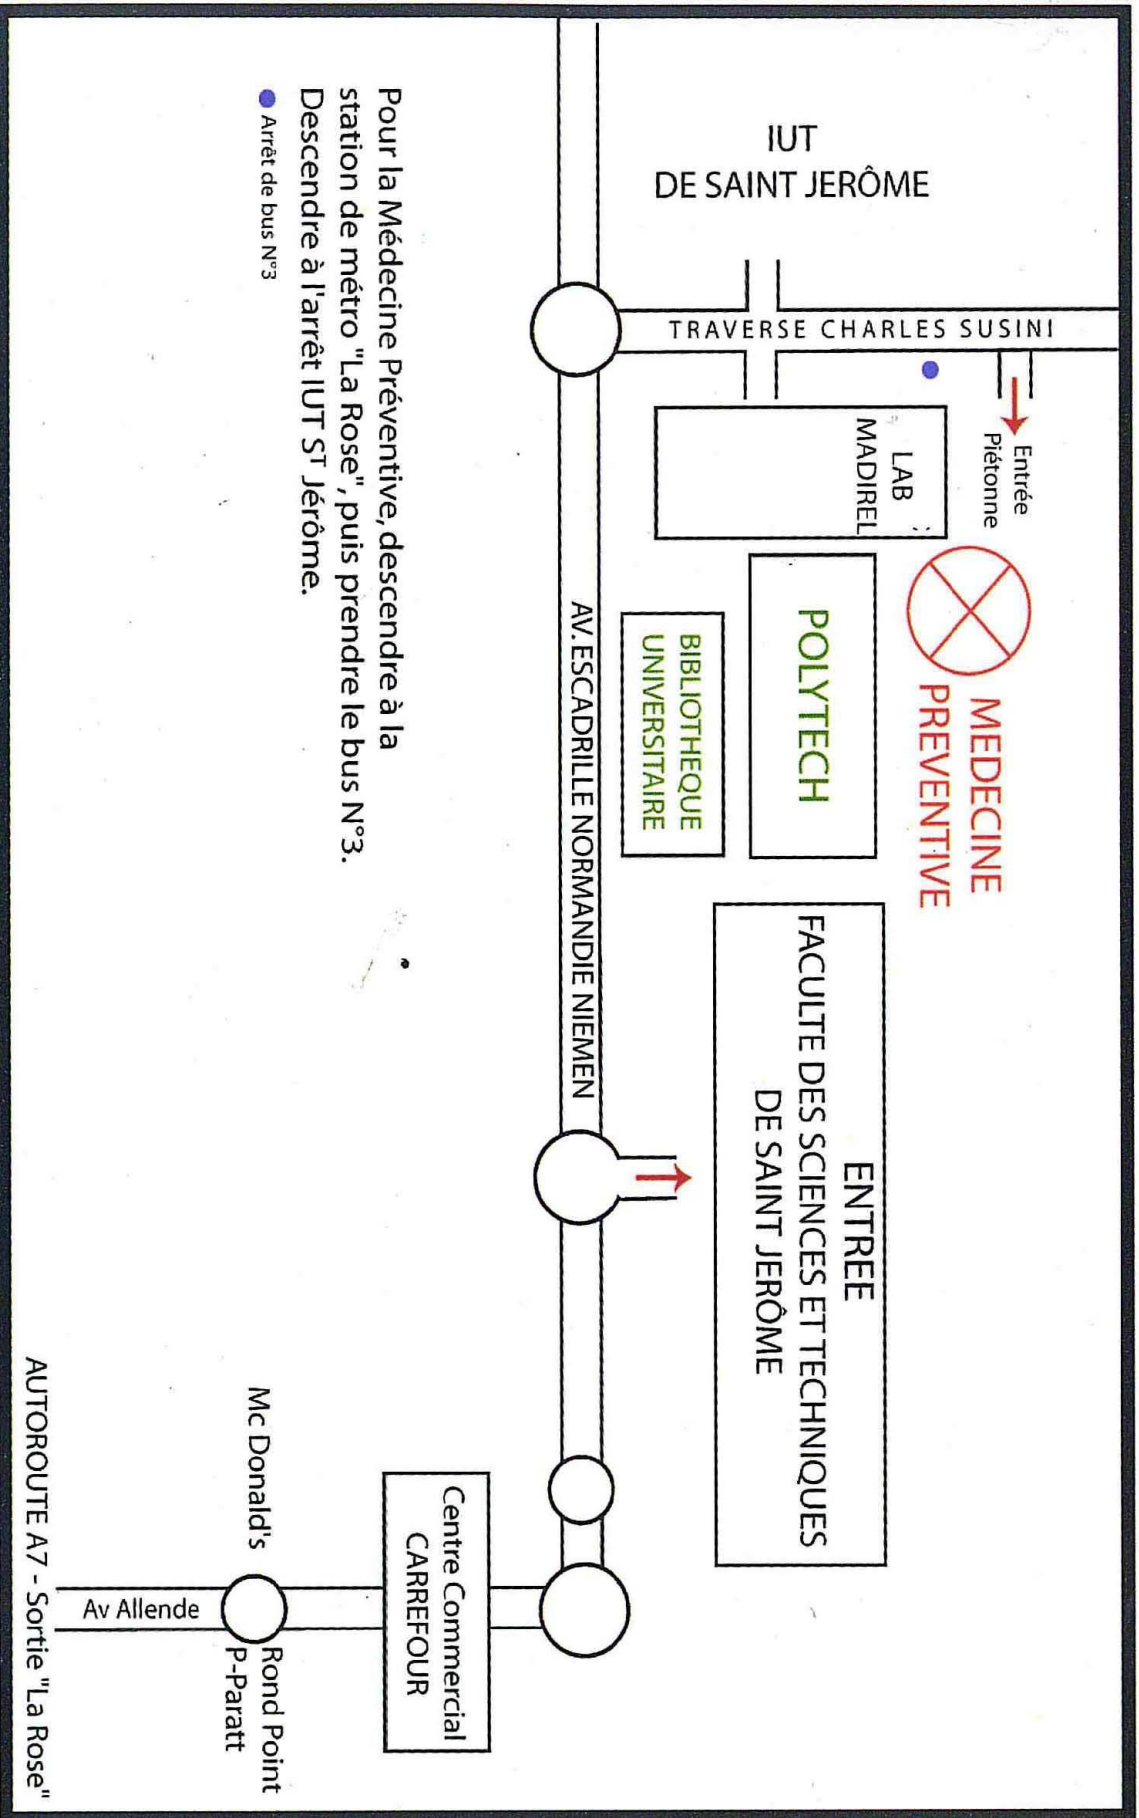 IUT
DE SAINT JERÔME
TRAVERSE CHARLES SUSINI
Entrée
Piétonne
LAB
MADIREL
MEDECINE
PREVENTIVE
POLYTECH
BIBLIOTHEQUE
UNIVERSITAIRE
ENTREE
FACULTE DES SCIENCES ET TECHNIQUES
DE SAINT JERÔME
AV. ESCADRILLE NORMANDIE NIEMEN
Pour la Médecine Préventive, descendre à la
station de métro "La Rose", puis prendre le bus N°3.
Descendre à l'arrêt IUT Sᵀ Jérôme.
Arrêt de bus N°3
Centre Commercial
CARREFOUR
Mc Donald's
Rond Point
P-Paratt
Av Allende
AUTOROUTE A7 - Sortie "La Rose"